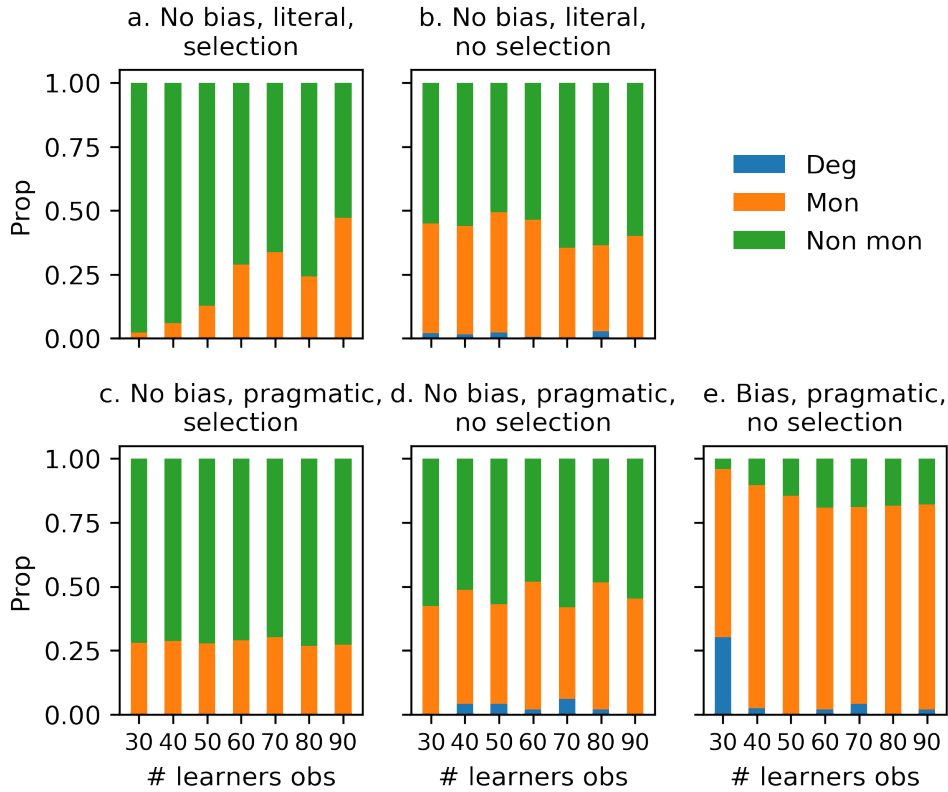 a. No bias, literal,
selection
b. No bias, literal,
no selection
1.00
0.75
0.50
0.25
0.00
Prop
Deg
Mon
Non mon
c. No bias, pragmatic,
selection
d. No bias, pragmatic,
no selection
e. Bias, pragmatic,
no selection
1.00
0.75
0.50
0.25
0.00
Prop
30 40 50 60 70 80 90
30 40 50 60 70 80 90
30 40 50 60 70 80 90
# learners obs
# learners obs
# learners obs